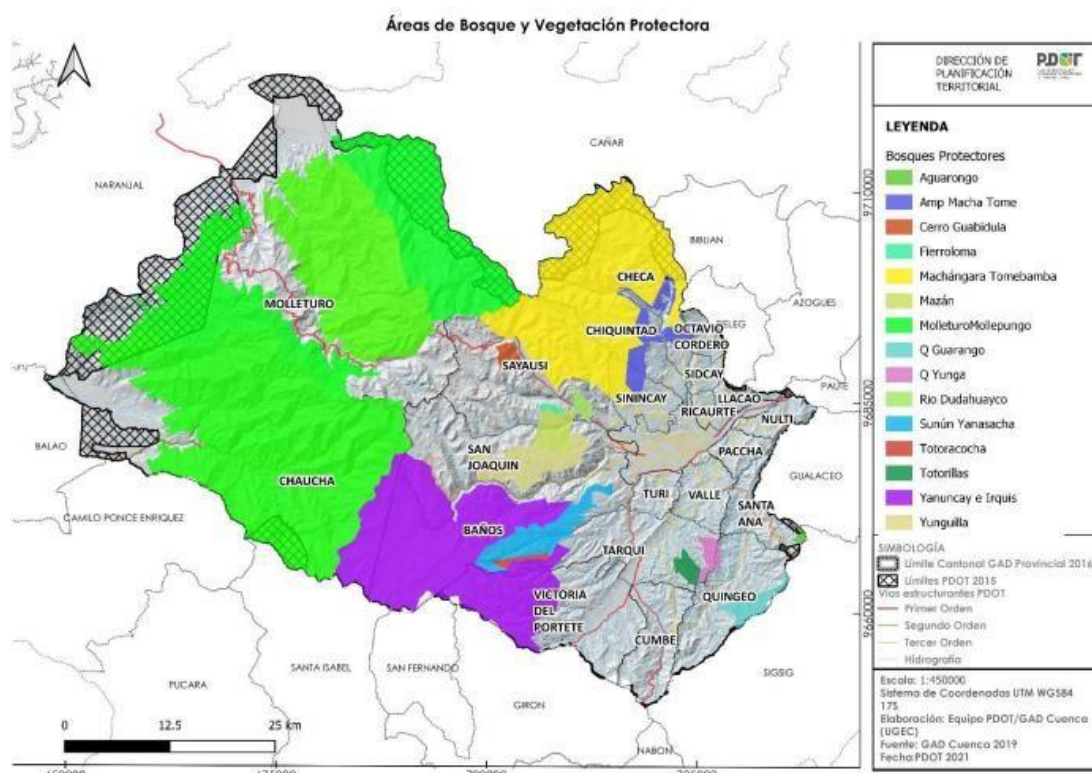 Áreas de Bosque y Vegetación Protectora
DIRECCIÓN DE
PLANIFICACIÓN
TERRITORIAL
PDOT
LEYENDA
Bosques Protectores
Aguarongo
Amp Macha Tome
Cerro Guabidula
Fierroloma
Machángara Tomebamba
Mazán
MolleturoMollepungo
Q Guarango
Q Yunga
Rio Dudahuayco
Sunún Yanasacha
Totoracocha
Totorillas
Yanuncay e Irquis
Yunguilla
SIMBOLOGÍA
Límite Cantonal GAD Provincial 2016
Límites PDOT 2015
Vías estructurantes PDOT
Primer Orden
Segundo Orden
Tercer Orden
Hidrografía
Escala: 1:450000
Sistema de Coordenadas UTM WGS84
17S
Elaboración: Equipo PDOT/GAD Cuenca
(UGEC)
Fuente: GAD Cuenca 2019
Fecha:PDOT 2021
CAÑAR
NARANJAL
9710000
BIBLIAN
CHECA
MOLLETURO
AZOGUES
CHIQUINTAD
OCTAVIO
CORDERO
DELEG
SAYAUSI
SIDCAY
PAUTE
SININCAY
LLACAO
RICAURTE
NULTI
9685000
BALAO
SAN
JOAQUIN
PACCHA
GUALACEO
CHAUCHA
TURI
VALLE
SANTA
ANA
CAMILO PONCE ENRIQUEZ
BAÑOS
TARQUI
VICTORIA
DEL
PORTETE
QUINGEO
CUMBE
9660000
SANTA ISABEL
SAN FERNANDO
PUCARA
GIRON
SIGSIG
NABON
0 12.5 25 km